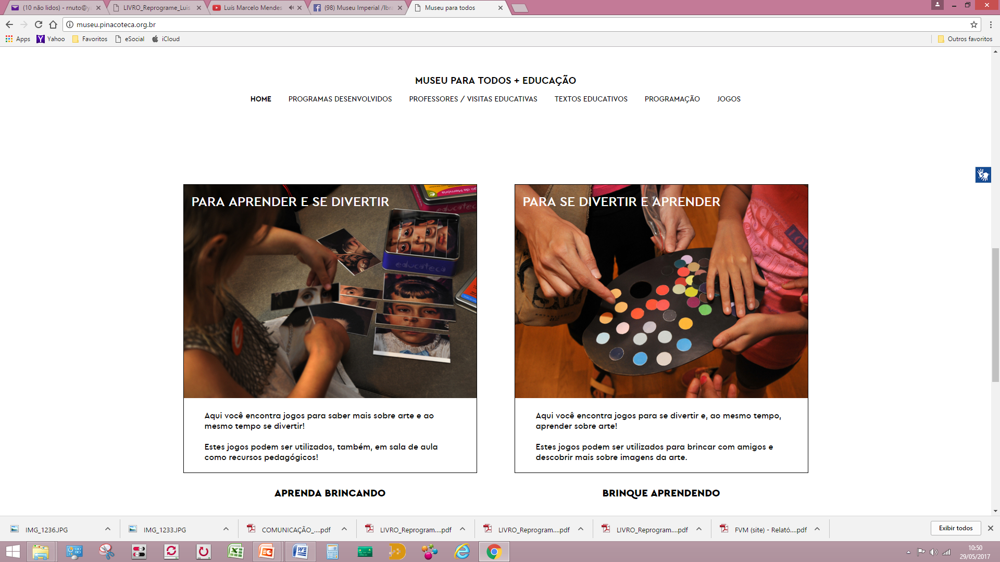 (10 não lidos) - rnuto@y
LIVRO_Reprograme_Luis
Luís Marcelo Mendes
(98) Museu Imperial /Ibra
Museu para todos
museu.pinacoteca.org.br
Apps
Yahoo
Favoritos
eSocial
iCloud
Outros favoritos
MUSEU PARA TODOS + EDUCAÇÃO
HOME PROGRAMAS DESENVOLVIDOS PROFESSORES / VISITAS EDUCATIVAS TEXTOS EDUCATIVOS PROGRAMAÇÃO JOGOS
PARA APRENDER E SE DIVERTIR
da Memória
educateca
educateca
Aqui você encontra jogos para saber mais sobre arte e ao
mesmo tempo se divertir!
Estes jogos podem ser utilizados, também, em sala de aula
como recursos pedagógicos!
APRENDA BRINCANDO
PARA SE DIVERTIR E APRENDER
Aqui você encontra jogos para se divertir e, ao mesmo tempo,
aprender sobre arte!
Estes jogos podem ser utilizados para brincar com amigos e
descobrir mais sobre imagens da arte.
BRINQUE APRENDENDO
IMG_1236.JPG
IMG_1233.JPG
COMUNICAÇÃO_....pdf
LIVRO_Reprogram....pdf
LIVRO_Reprogram....pdf
LIVRO_Reprogram....pdf
FVM (site) - Relató....pdf
Exibir todos
10:50
29/05/2017